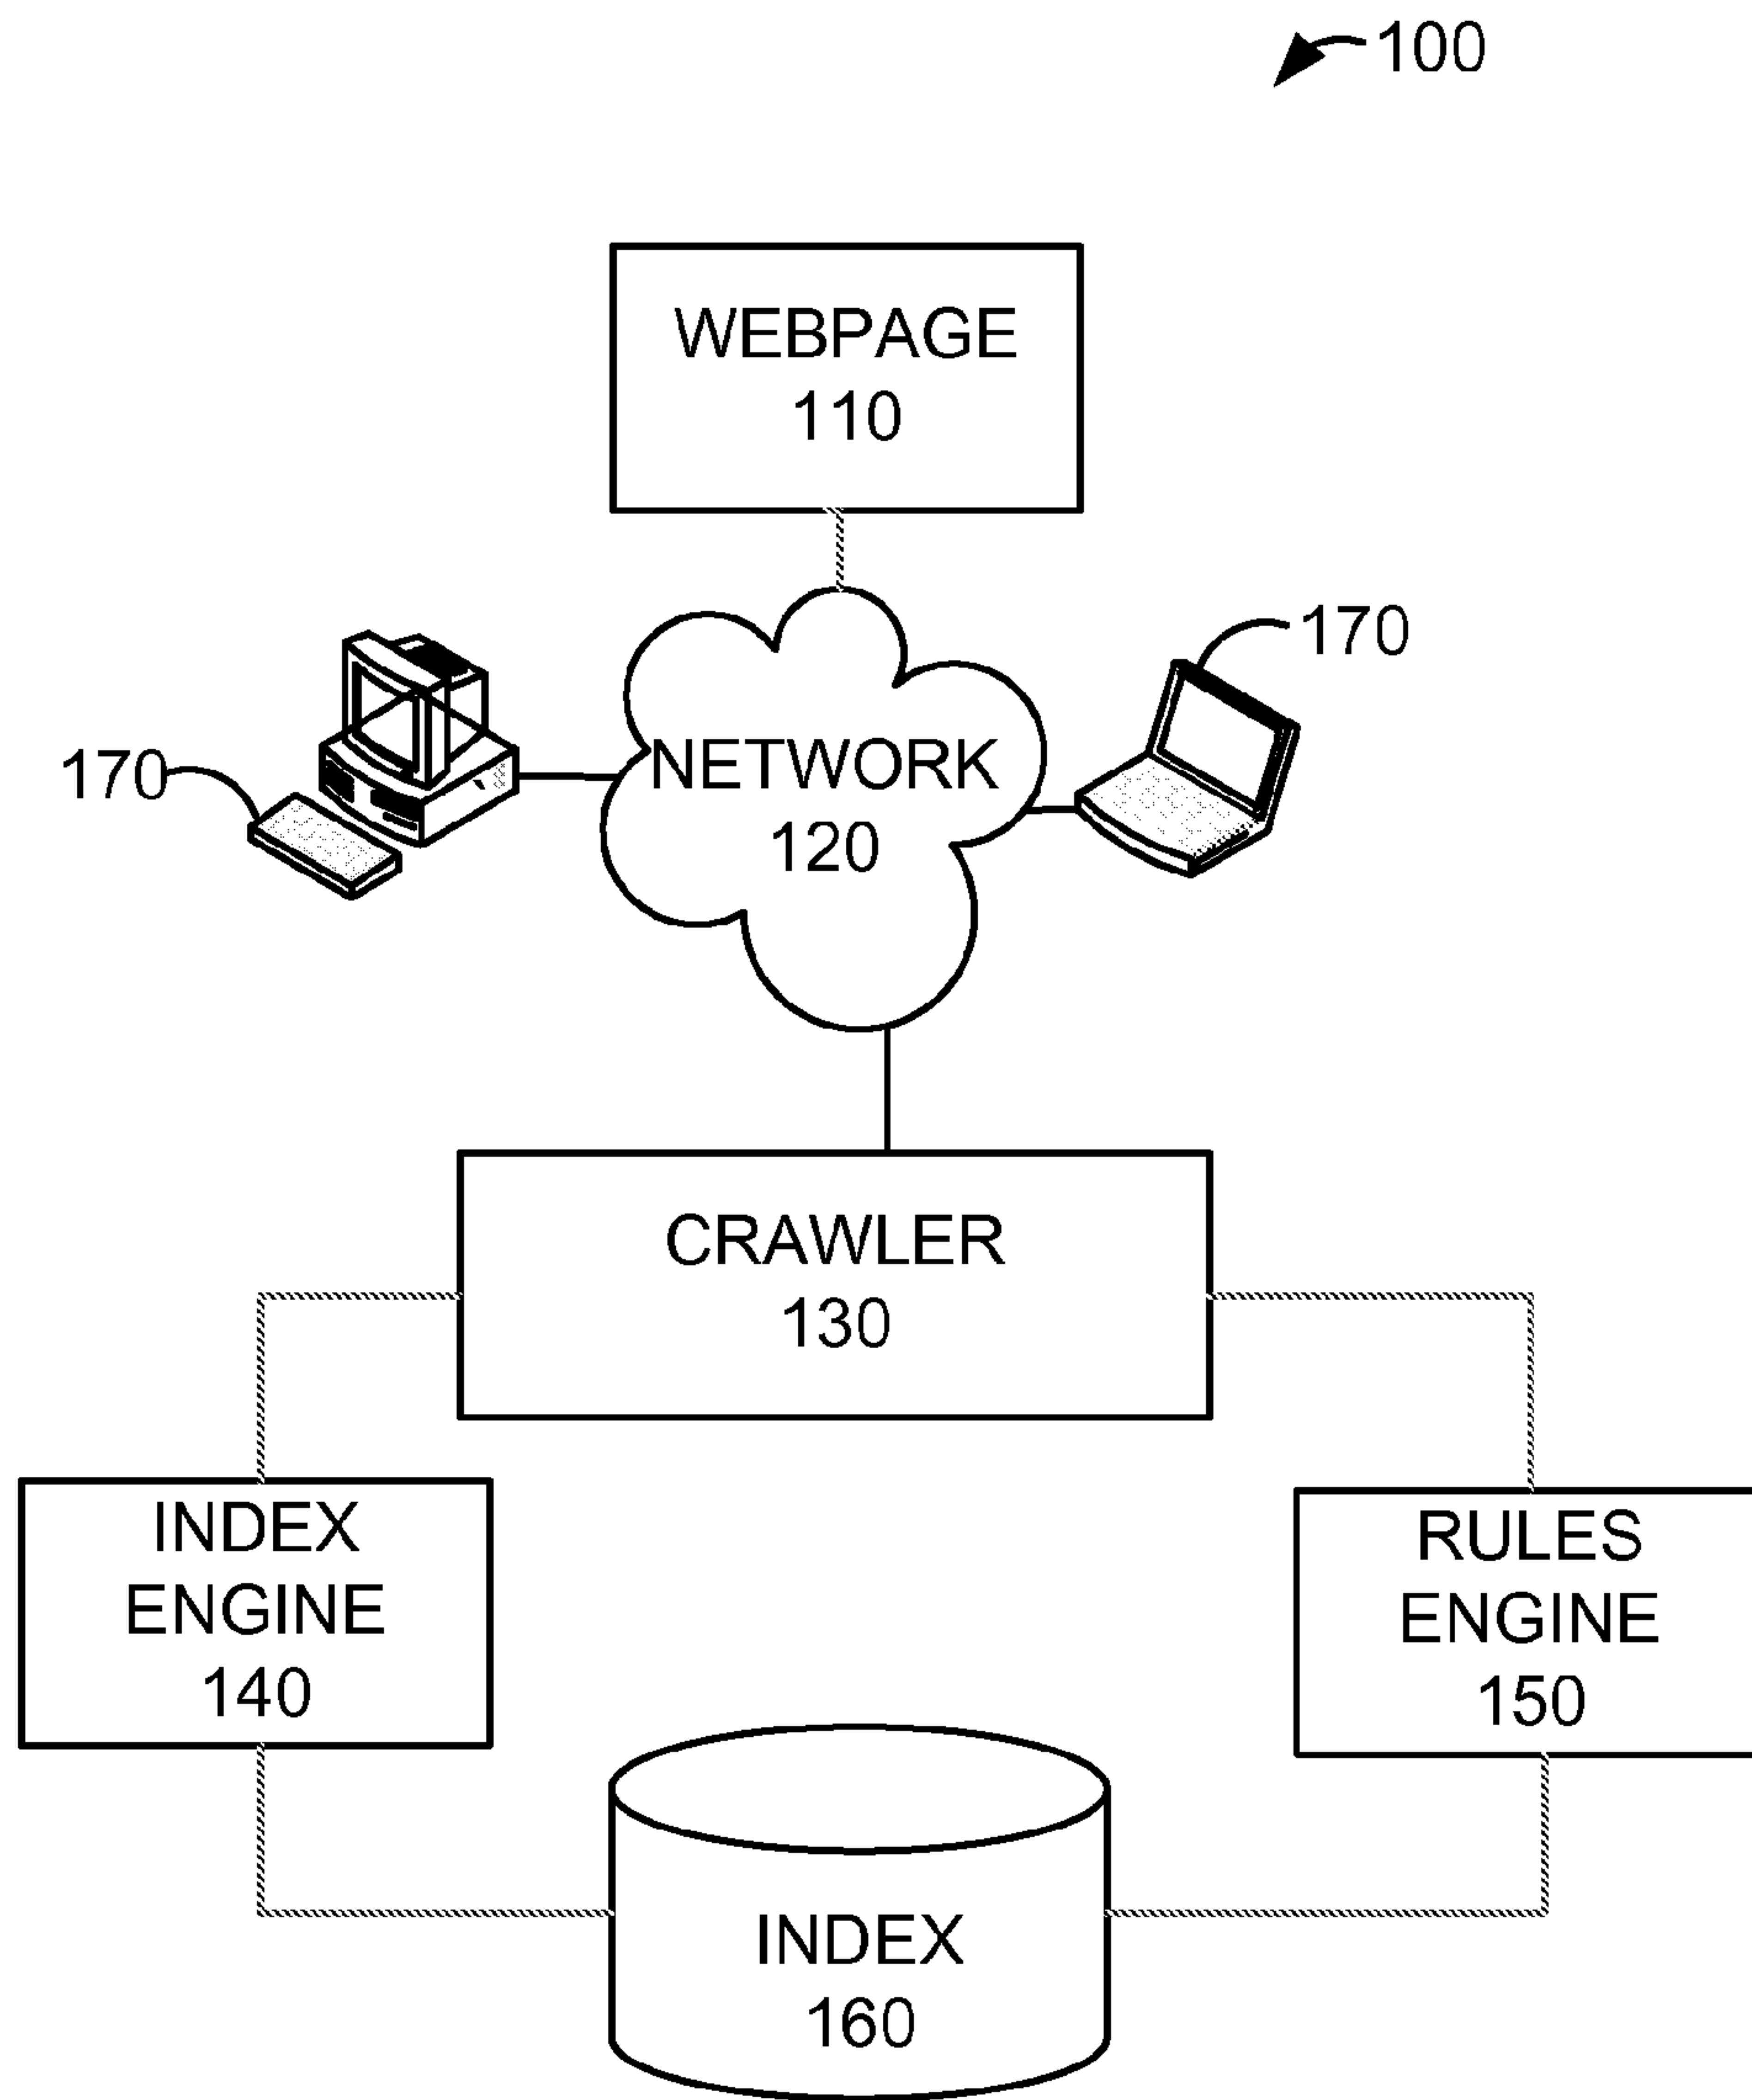 100
WEBPAGE
110
170
170
NETWORK
120
CRAWLER
130
INDEX
ENGINE
140
RULES
ENGINE
150
INDEX
160